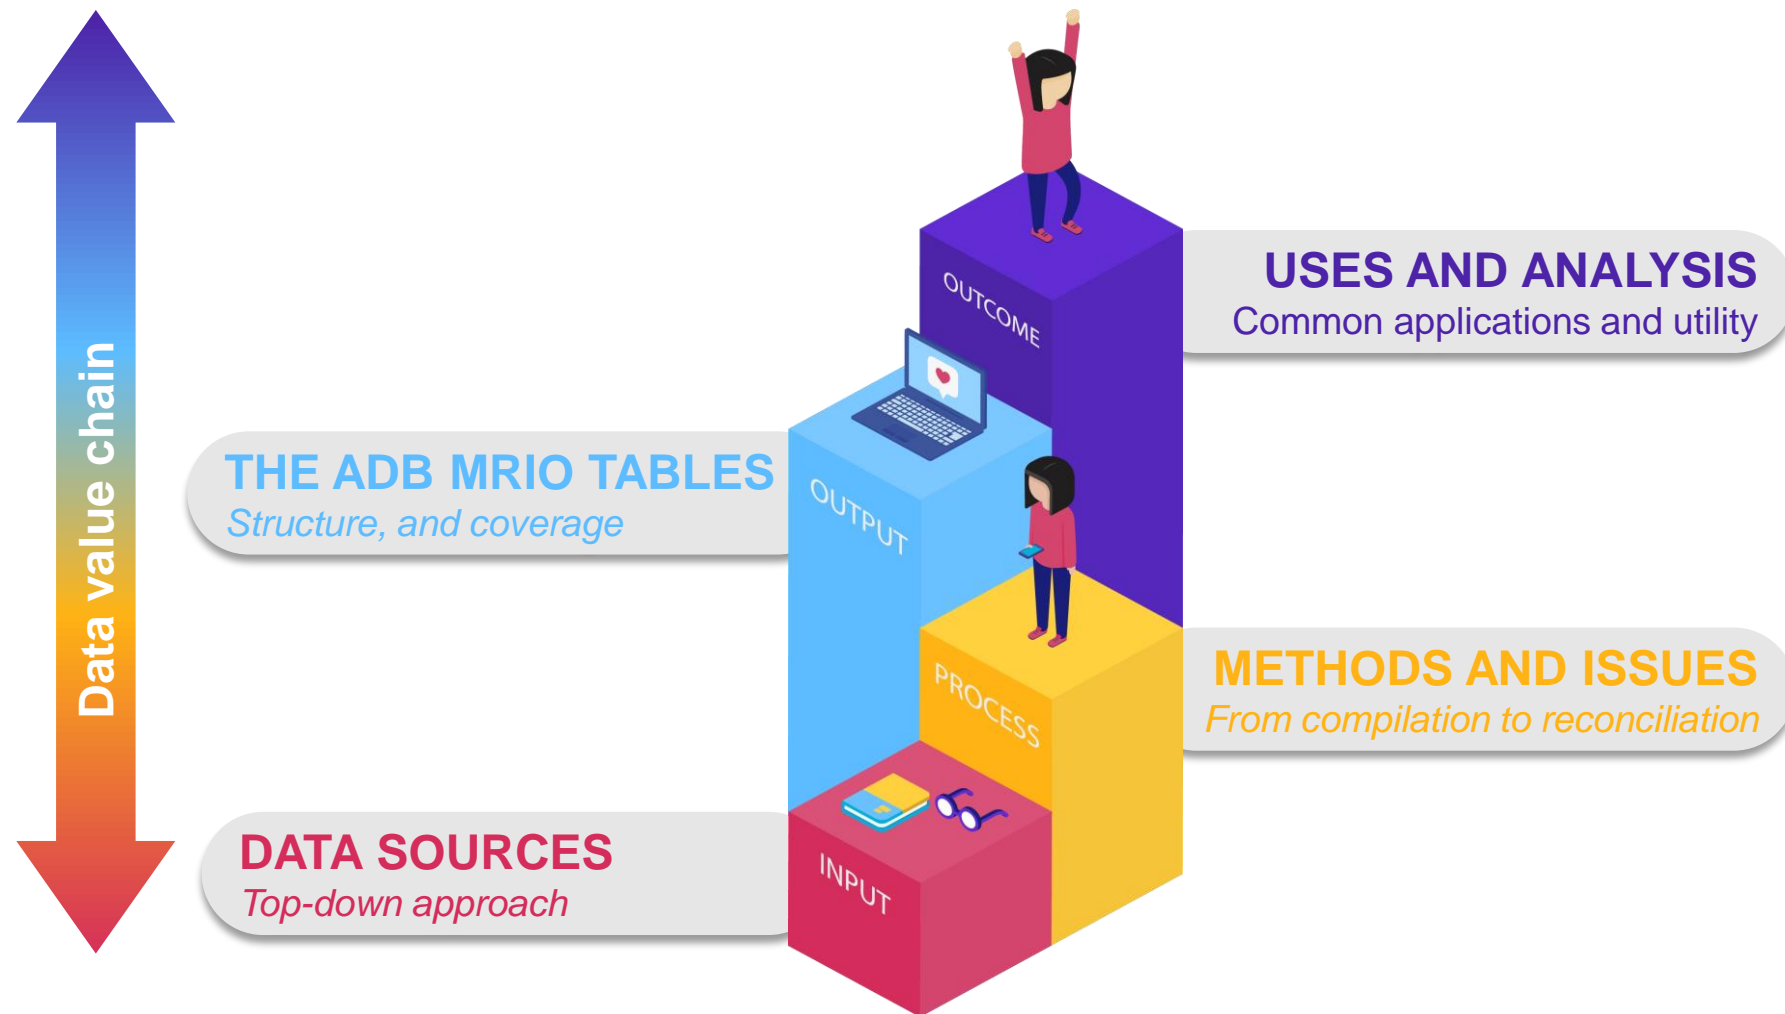 Data value chain
OUTCOME
USES AND ANALYSIS
Common applications and utility
THE ADB MRIO TABLES
Structure, and coverage
OUTPUT
PROCESS
METHODS AND ISSUES
From compilation to reconciliation
DATA SOURCES
Top-down approach
INPUT